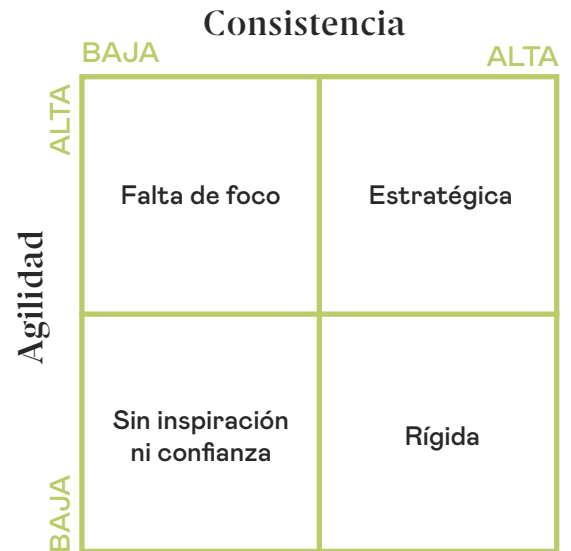 Consistencia
BAJA
ALTA
ALTA
Agilidad
BAJA
Falta de foco
Estratégica
Sin inspiración
ni confianza
Rígida